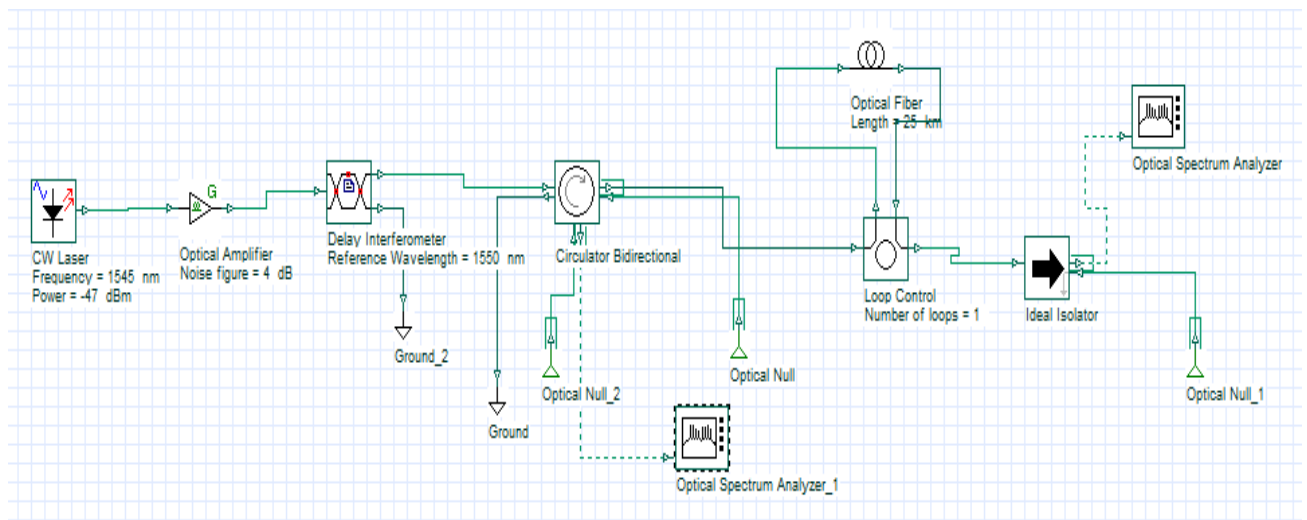 CW Laser
Frequency = 1545 nm
Power = -47 dBm
G
Optical Amplifier
Noise figure = 4 dB
Delay Interferometer
Reference Wavelength = 1550 nm
Ground_2
Circulator Bidirectional
Optical Null_2
Ground
Optical Null
Optical Spectrum Analyzer_1
Optical Fiber
Length = 25 km
Loop Control
Number of loops = 1
Ideal Isolator
Optical Spectrum Analyzer
Optical Null_1